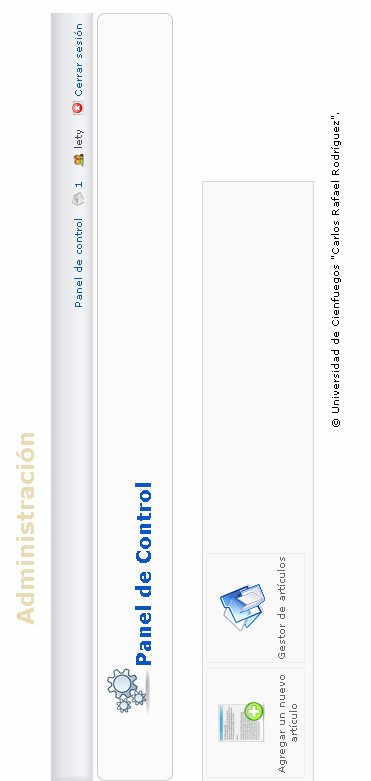 Administración
Panel de control 1 lety Cerrar sesión
Panel de Control
Agregar un nuevo
artículo
Gestor de artículos
© Universidad de Cienfuegos "Carlos Rafael Rodríguez".